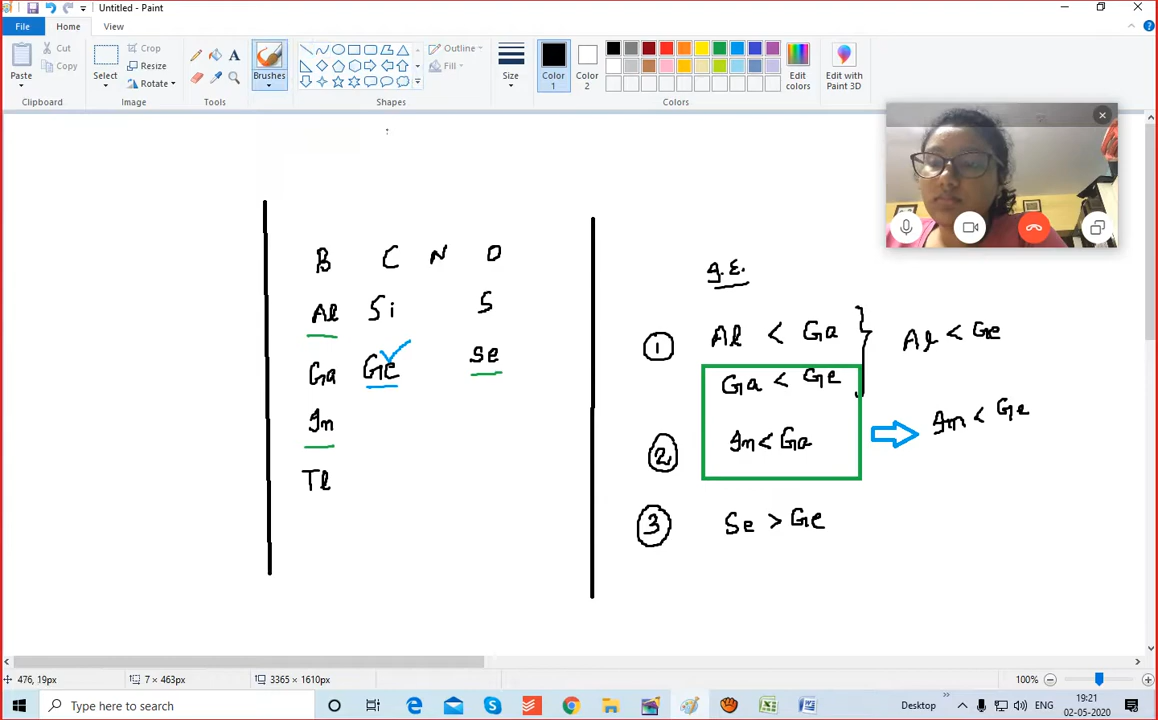 Untitled - Paint
File Home View
Paste Cut Copy Clipboard
Select Crop Resize Rotate Image
A Tools
Brushes
Outline Fill Shapes
Size
Color 1 Color 2 Edit colors Colors
Edit with Paint 3D
B C N O
Al Si S
Ga Ge Se
In
Tl
I.E.
1 Al < Ga Al < Ge
Ga < Ge
2 In < Ga In < Ge
3 Se > Ge
476, 19px 7 × 463px 3365 × 1610px 100%
Type here to search Desktop ENG 19:21 02-05-2020